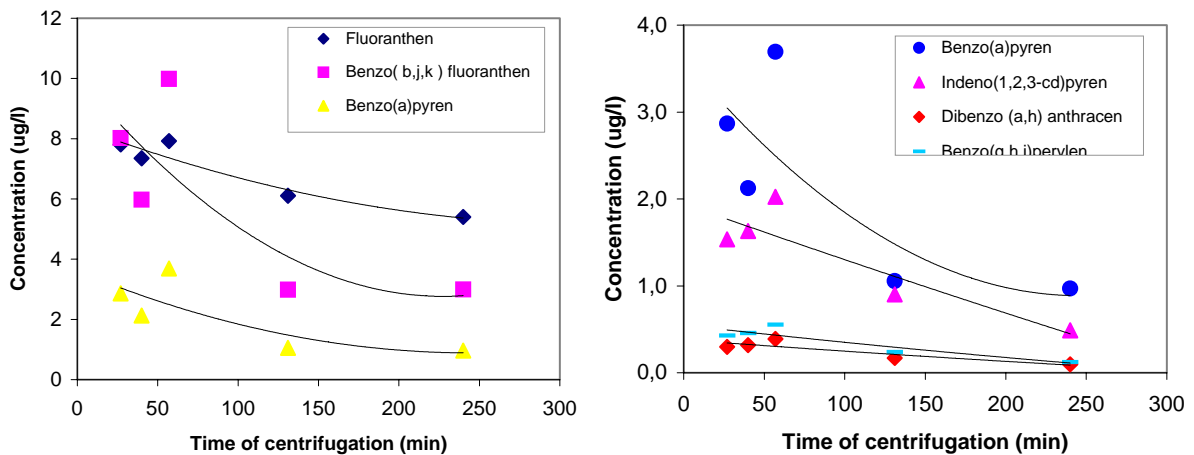 12
10
8
6
4
2
0
Concentration (ug/l)
Fluoranthen
Benzo( b,j,k ) fluoranthen
Benzo(a)pyren
0 50 100 150 200 250 300
Time of centrifugation (min)
4,0
3,0
2,0
1,0
0,0
Concentration (ug/l)
Benzo(a)pyren
Indeno(1,2,3-cd)pyren
Dibenzo (a,h) anthracen
Benzo(g,h,i)perylen
0 50 100 150 200 250 300
Time of centrifugation (min)